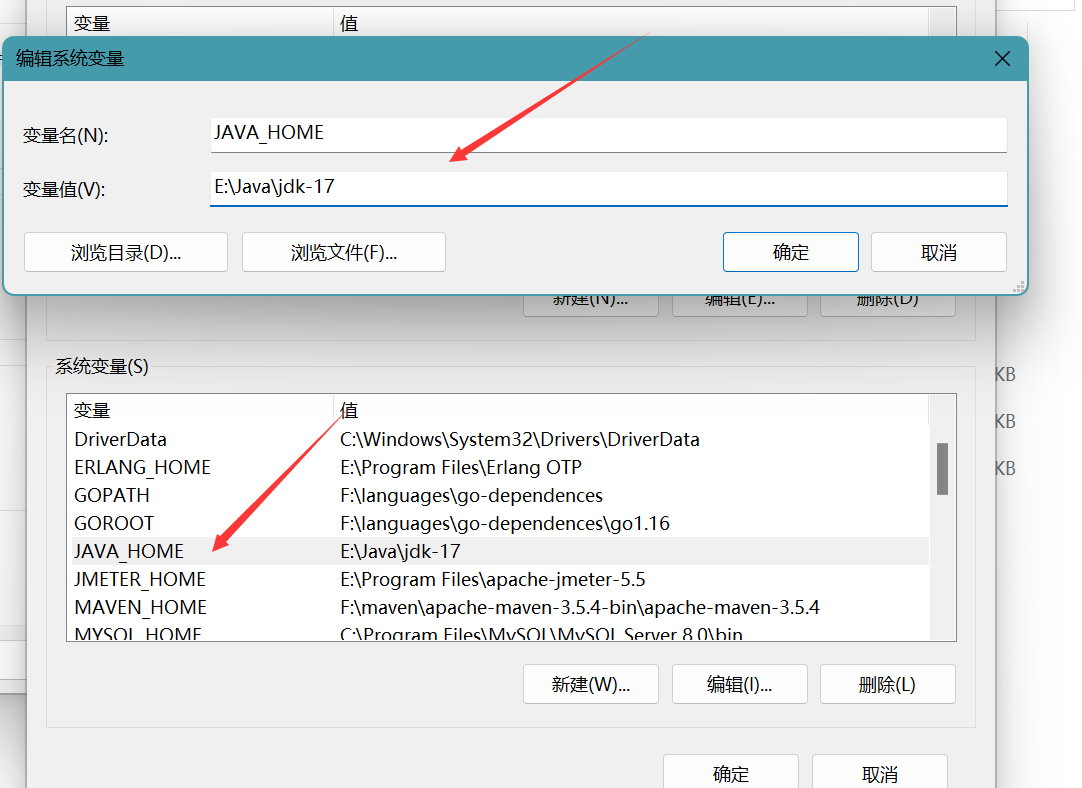 变量 值
编辑系统变量
变量名(N): JAVA_HOME
变量值(V): E:\Java\jdk-17
浏览目录(D)... 浏览文件(F)... 确定 取消
新建(N)... 编辑(E)... 删除(D)
系统变量(S)
KB
变量 值
KB
DriverData C:\Windows\System32\Drivers\DriverData
ERLANG_HOME E:\Program Files\Erlang OTP
KB
GOPATH F:\languages\go-dependences
GOROOT F:\languages\go-dependences\go1.16
JAVA_HOME E:\Java\jdk-17
JMETER_HOME E:\Program Files\apache-jmeter-5.5
MAVEN_HOME F:\maven\apache-maven-3.5.4-bin\apache-maven-3.5.4
MYSQL_HOME C:\Program Files\MySQL\MySQL Server 8.0\bin
新建(W)... 编辑(I)... 删除(L)
确定 取消